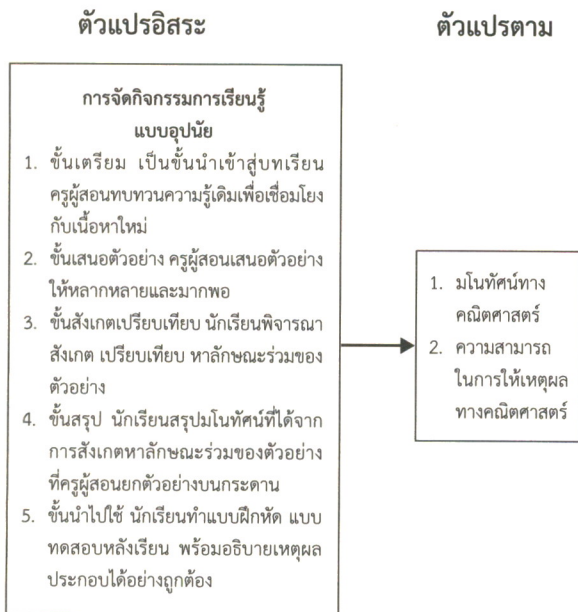 ตัวแปรอิสระ
ตัวแปรตาม
การจัดกิจกรรมการเรียนรู้
แบบอุปนัย
1. ขั้นเตรียม เป็นขั้นนำเข้าสู่บทเรียน
ครูผู้สอนทบทวนความรู้เดิมเพื่อเชื่อมโยง
กับเนื้อหาใหม่
2. ขั้นเสนอตัวอย่าง ครูผู้สอนเสนอตัวอย่าง
ให้หลากหลายและมากพอ
3. ขั้นสังเกตเปรียบเทียบ นักเรียนพิจารณา
สังเกต เปรียบเทียบ หาลักษณะร่วมของ
ตัวอย่าง
4. ขั้นสรุป นักเรียนสรุปมโนทัศน์ที่ได้จาก
การสังเกตหาลักษณะร่วมของตัวอย่าง
ที่ครูผู้สอนยกตัวอย่างบนกระดาน
5. ขั้นนำไปใช้ นักเรียนทำแบบฝึกหัด แบบ
ทดสอบหลังเรียน พร้อมอธิบายเหตุผล
ประกอบได้อย่างถูกต้อง
1. มโนทัศน์ทาง
คณิตศาสตร์
2. ความสามารถ
ในการให้เหตุผล
ทางคณิตศาสตร์